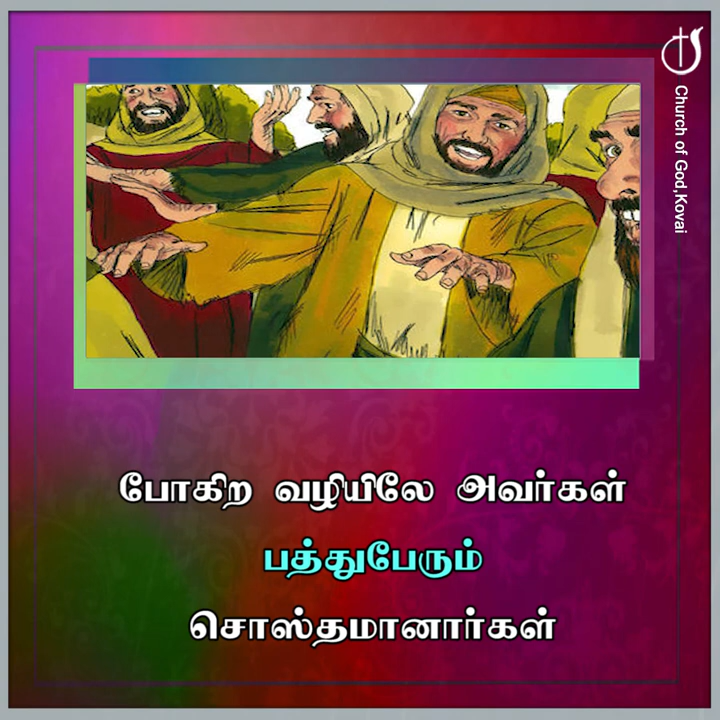 Church of God,Kovai
போகிற வழியிலே அவர்கள்
பத்துபேரும்
சொஸ்தமானார்கள்